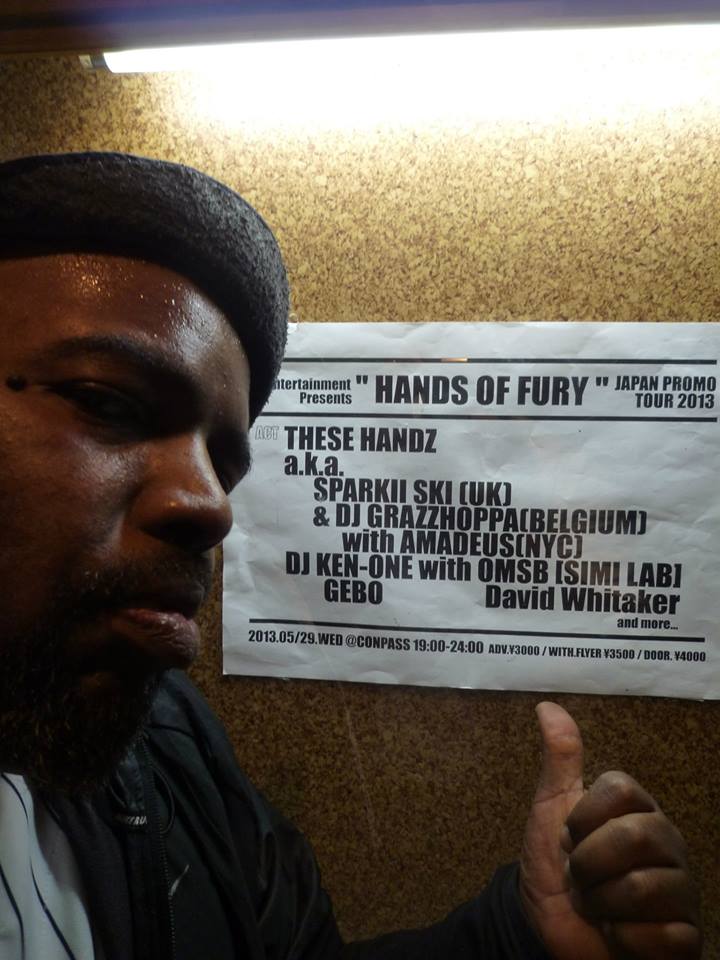 ntertainment Presents " HANDS OF FURY " JAPAN PROMO TOUR 2013
ACT THESE HANDZ
a.k.a.
SPARKII SKI (UK)
& DJ GRAZZHOPPA(BELGIUM)
with AMADEUS(NYC)
DJ KEN-ONE with OMSB [SIMI LAB]
GEBO David Whitaker
and more...
2013.05/29.WED @CONPASS 19:00-24:00 ADV.¥3000 / WITH.FLYER ¥3500 / DOOR. ¥4000